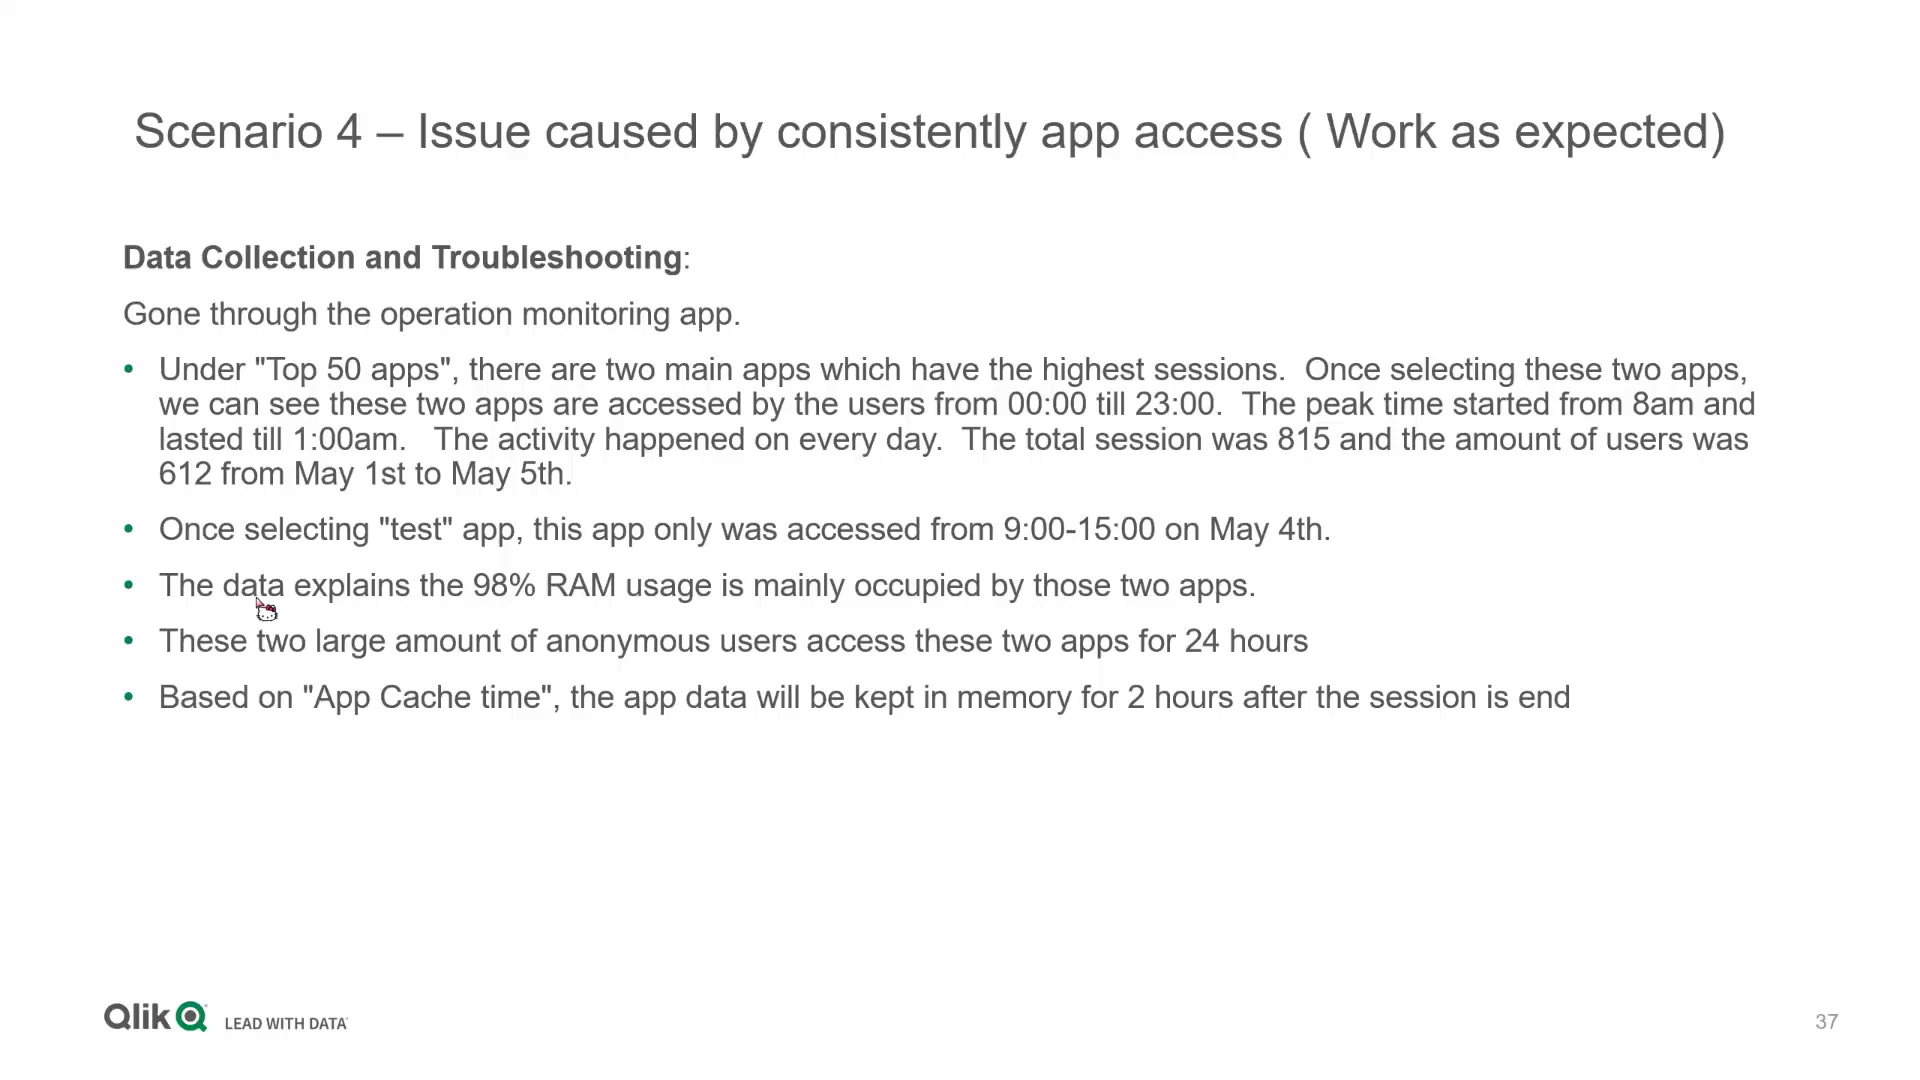 Scenario 4 – Issue caused by consistently app access ( Work as expected)
Data Collection and Troubleshooting:
Gone through the operation monitoring app.
• Under "Top 50 apps", there are two main apps which have the highest sessions.  Once selecting these two apps,
we can see these two apps are accessed by the users from 00:00 till 23:00.  The peak time started from 8am and
lasted till 1:00am.   The activity happened on every day.  The total session was 815 and the amount of users was
612 from May 1st to May 5th.
• Once selecting "test" app, this app only was accessed from 9:00-15:00 on May 4th.
• The data explains the 98% RAM usage is mainly occupied by those two apps.
• These two large amount of anonymous users access these two apps for 24 hours
• Based on "App Cache time", the app data will be kept in memory for 2 hours after the session is end
Qlik LEAD WITH DATA
37